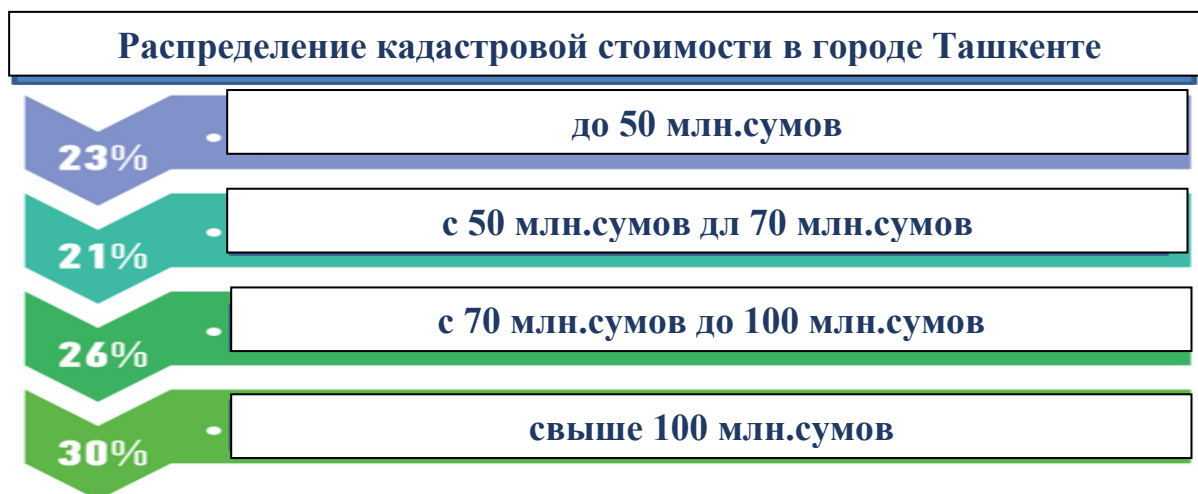 Распределение кадастровой стоимости в городе Ташкенте
23%
до 50 млн.сумов
21%
с 50 млн.сумов дл 70 млн.сумов
26%
с 70 млн.сумов до 100 млн.сумов
30%
свыше 100 млн.сумов